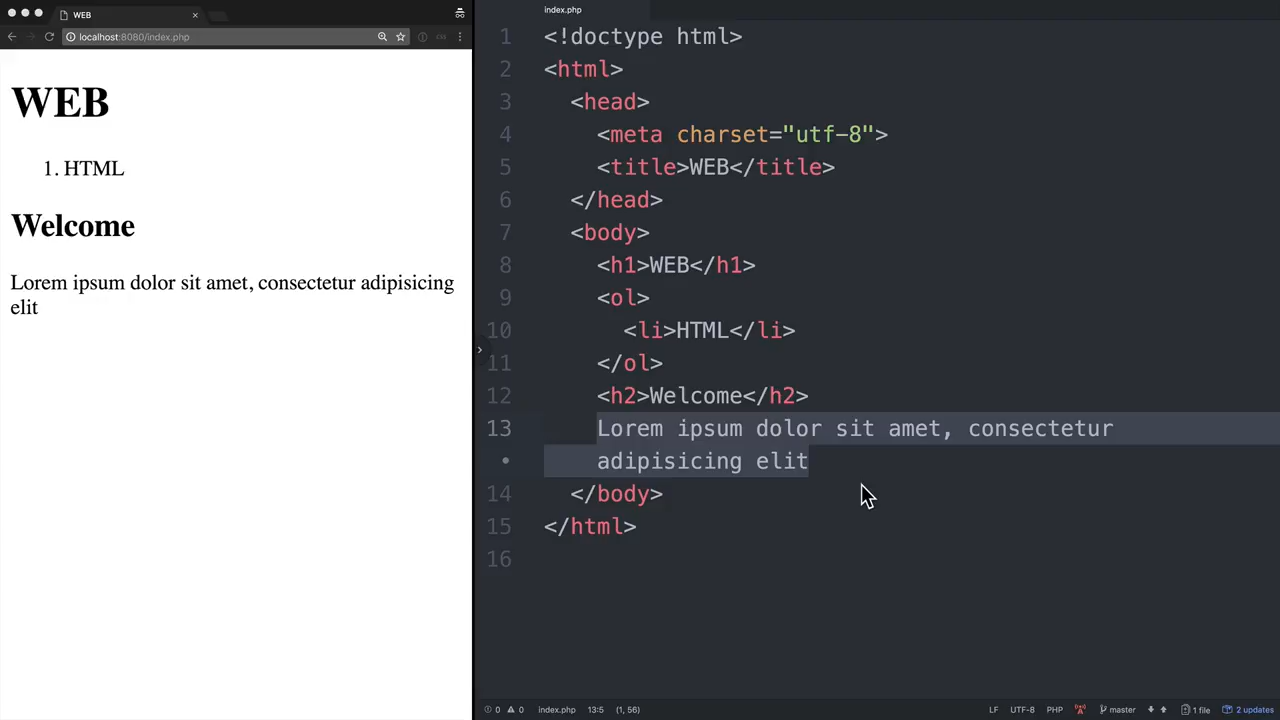 WEB
localhost:8080/index.php
WEB
1. HTML
Welcome
Lorem ipsum dolor sit amet, consectetur adipisicing
elit
index.php
1 <!doctype html>
2 <html>
3 <head>
4 <meta charset="utf-8">
5 <title>WEB</title>
6 </head>
7 <body>
8 <h1>WEB</h1>
9 <ol>
10 <li>HTML</li>
11 </ol>
12 <h2>Welcome</h2>
13 Lorem ipsum dolor sit amet, consectetur
• adipisicing elit
14 </body>
15 </html>
16
0 0 index.php 13:5 (1, 56) LF UTF-8 PHP master 1 file 2 updates